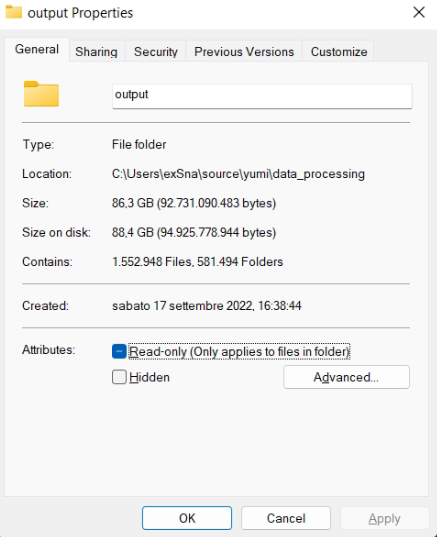 output Properties
General Sharing Security Previous Versions Customize
output
Type: File folder
Location: C:\Users\exSna\source\yumi\data_processing
Size: 86,3 GB (92.731.090.483 bytes)
Size on disk: 88,4 GB (94.925.778.944 bytes)
Contains: 1.552.948 Files, 581.494 Folders
Created: sabato 17 settembre 2022, 16:38:44
Attributes: Read-only (Only applies to files in folder)
Hidden Advanced...
OK Cancel Apply